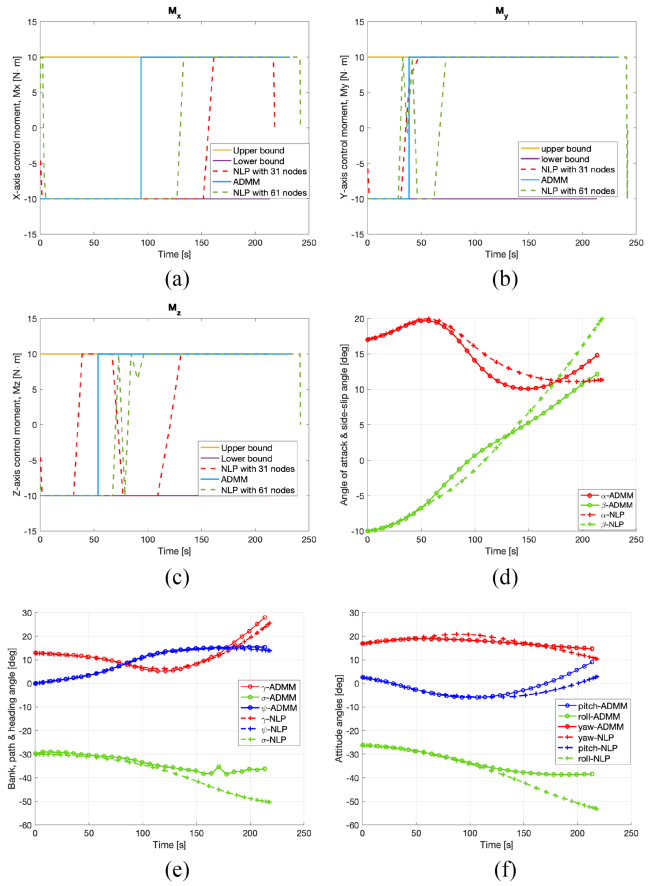 Mx
15
10
5
0
-5
-10
-15
X-axis control moment, Mx [N · m]
Upper bound
Lower bound
NLP with 31 nodes
ADMM
NLP with 61 nodes
0 50 100 150 200 250
Time [s]
(a)
My
15
10
5
0
-5
-10
-15
Y-axis control moment, My [N · m]
upper bound
lower bound
NLP with 31 nodes
ADMM
NLP with 61 nodes
0 50 100 150 200 250
Time [s]
(b)
Mz
15
10
5
0
-5
-10
-15
Z-axis control moment, Mz [N · m]
Upper bound
Lower bound
NLP with 31 nodes
ADMM
NLP with 61 nodes
0 50 100 150 200 250
Time [s]
(c)
20
15
10
5
0
-5
-10
Angle of attack & side-slip angle [deg]
α-ADMM
β-ADMM
α-NLP
β-NLP
0 50 100 150 200 250
Time [s]
(d)
30
20
10
0
-10
-20
-30
-40
-50
-60
Bank, path & heading angle [deg]
γ-ADMM
σ-ADMM
ψ-ADMM
γ-NLP
ψ-NLP
σ-NLP
0 50 100 150 200 250
Time [s]
(e)
30
20
10
0
-10
-20
-30
-40
-50
-60
Attitude angles [deg]
pitch-ADMM
roll-ADMM
yaw-ADMM
yaw-NLP
pitch-NLP
roll-NLP
0 50 100 150 200 250
Time [s]
(f)